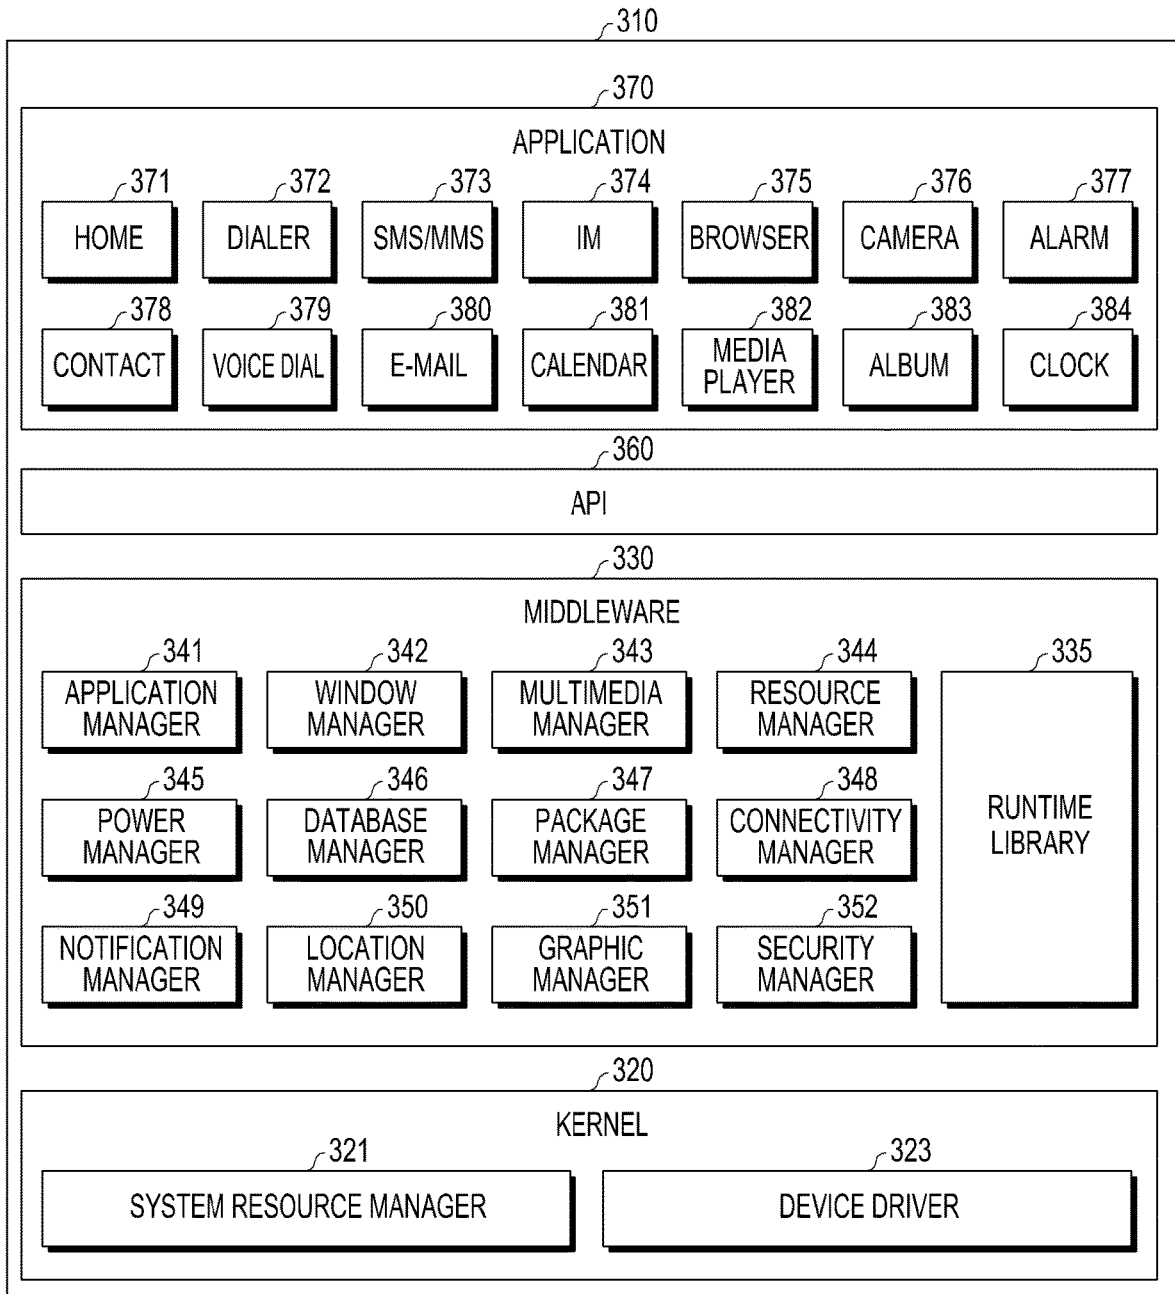 310
370
APPLICATION
371 372 373 374 375 376 377
HOME DIALER SMS/MMS IM BROWSER CAMERA ALARM
378 379 380 381 382 383 384
CONTACT VOICE DIAL E-MAIL CALENDAR MEDIA PLAYER ALBUM CLOCK
360
API
330
MIDDLEWARE
341 342 343 344 335
APPLICATION MANAGER WINDOW MANAGER MULTIMEDIA MANAGER RESOURCE MANAGER
345 346 347 348
POWER MANAGER DATABASE MANAGER PACKAGE MANAGER CONNECTIVITY MANAGER RUNTIME LIBRARY
349 350 351 352
NOTIFICATION MANAGER LOCATION MANAGER GRAPHIC MANAGER SECURITY MANAGER
320
KERNEL
321 323
SYSTEM RESOURCE MANAGER DEVICE DRIVER